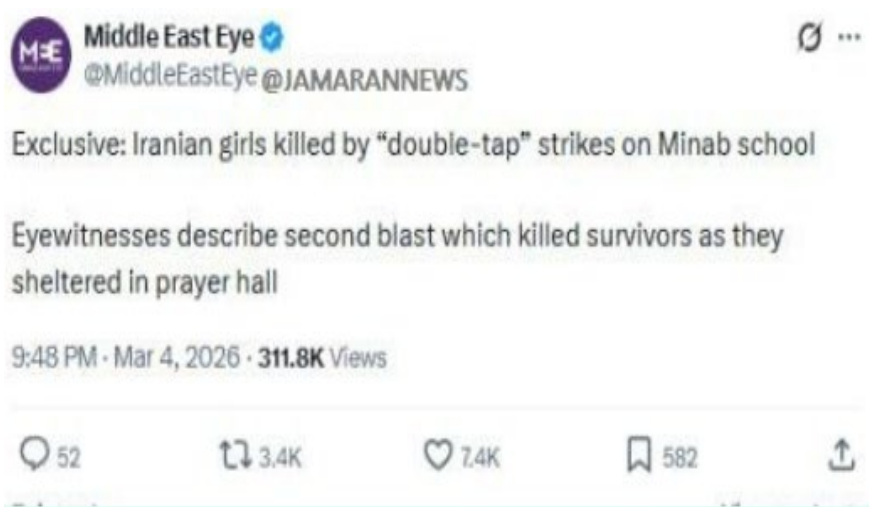 MEE
Middle East Eye
@MiddleEastEye @JAMARANNEWS
Exclusive: Iranian girls killed by “double-tap” strikes on Minab school
Eyewitnesses describe second blast which killed survivors as they
sheltered in prayer hall
9:48 PM · Mar 4, 2026 · 311.8K Views
52 3.4K 7.4K 582